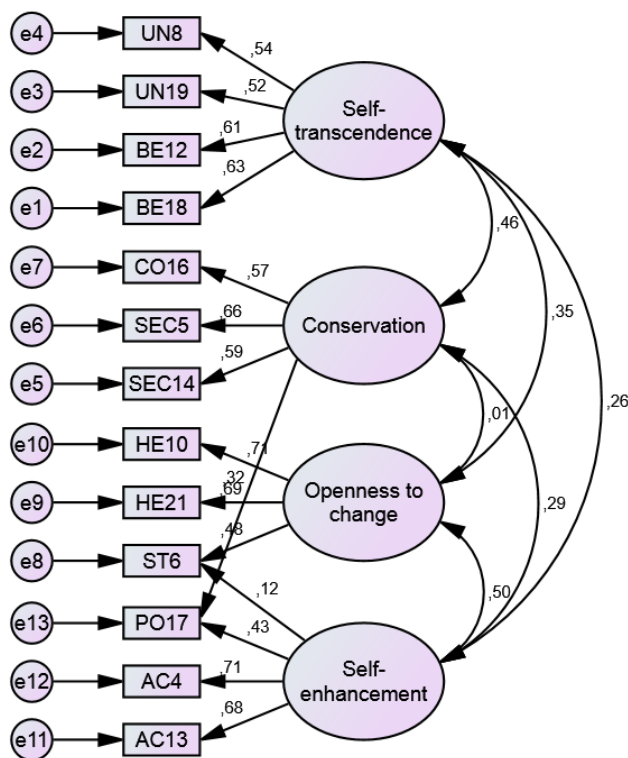 e4
UN8
,54
e3
UN19
,52
e2
BE12
,61
e1
BE18
,63
Self-
transcendence
e7
CO16
,57
e6
SEC5
,66
e5
SEC14
,59
Conservation
,46
,35
,26
e10
HE10
,71
,32
e9
HE21
,69
e8
ST6
,48
Openness to
change
,01
,29
,12
e13
PO17
,43
e12
AC4
,71
e11
AC13
,68
Self-
enhancement
,50